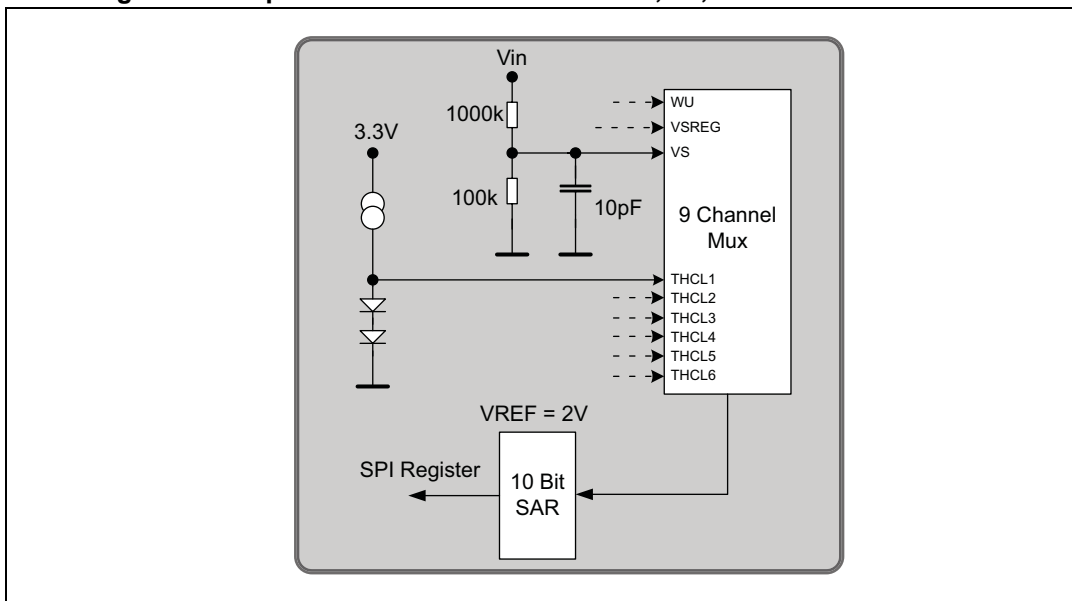 Vin
1000k
3.3V
100k
10pF
WU
VSREG
VS
9 Channel
Mux
THCL1
THCL2
THCL3
THCL4
THCL5
THCL6
VREF = 2V
SPI Register
10 Bit
SAR